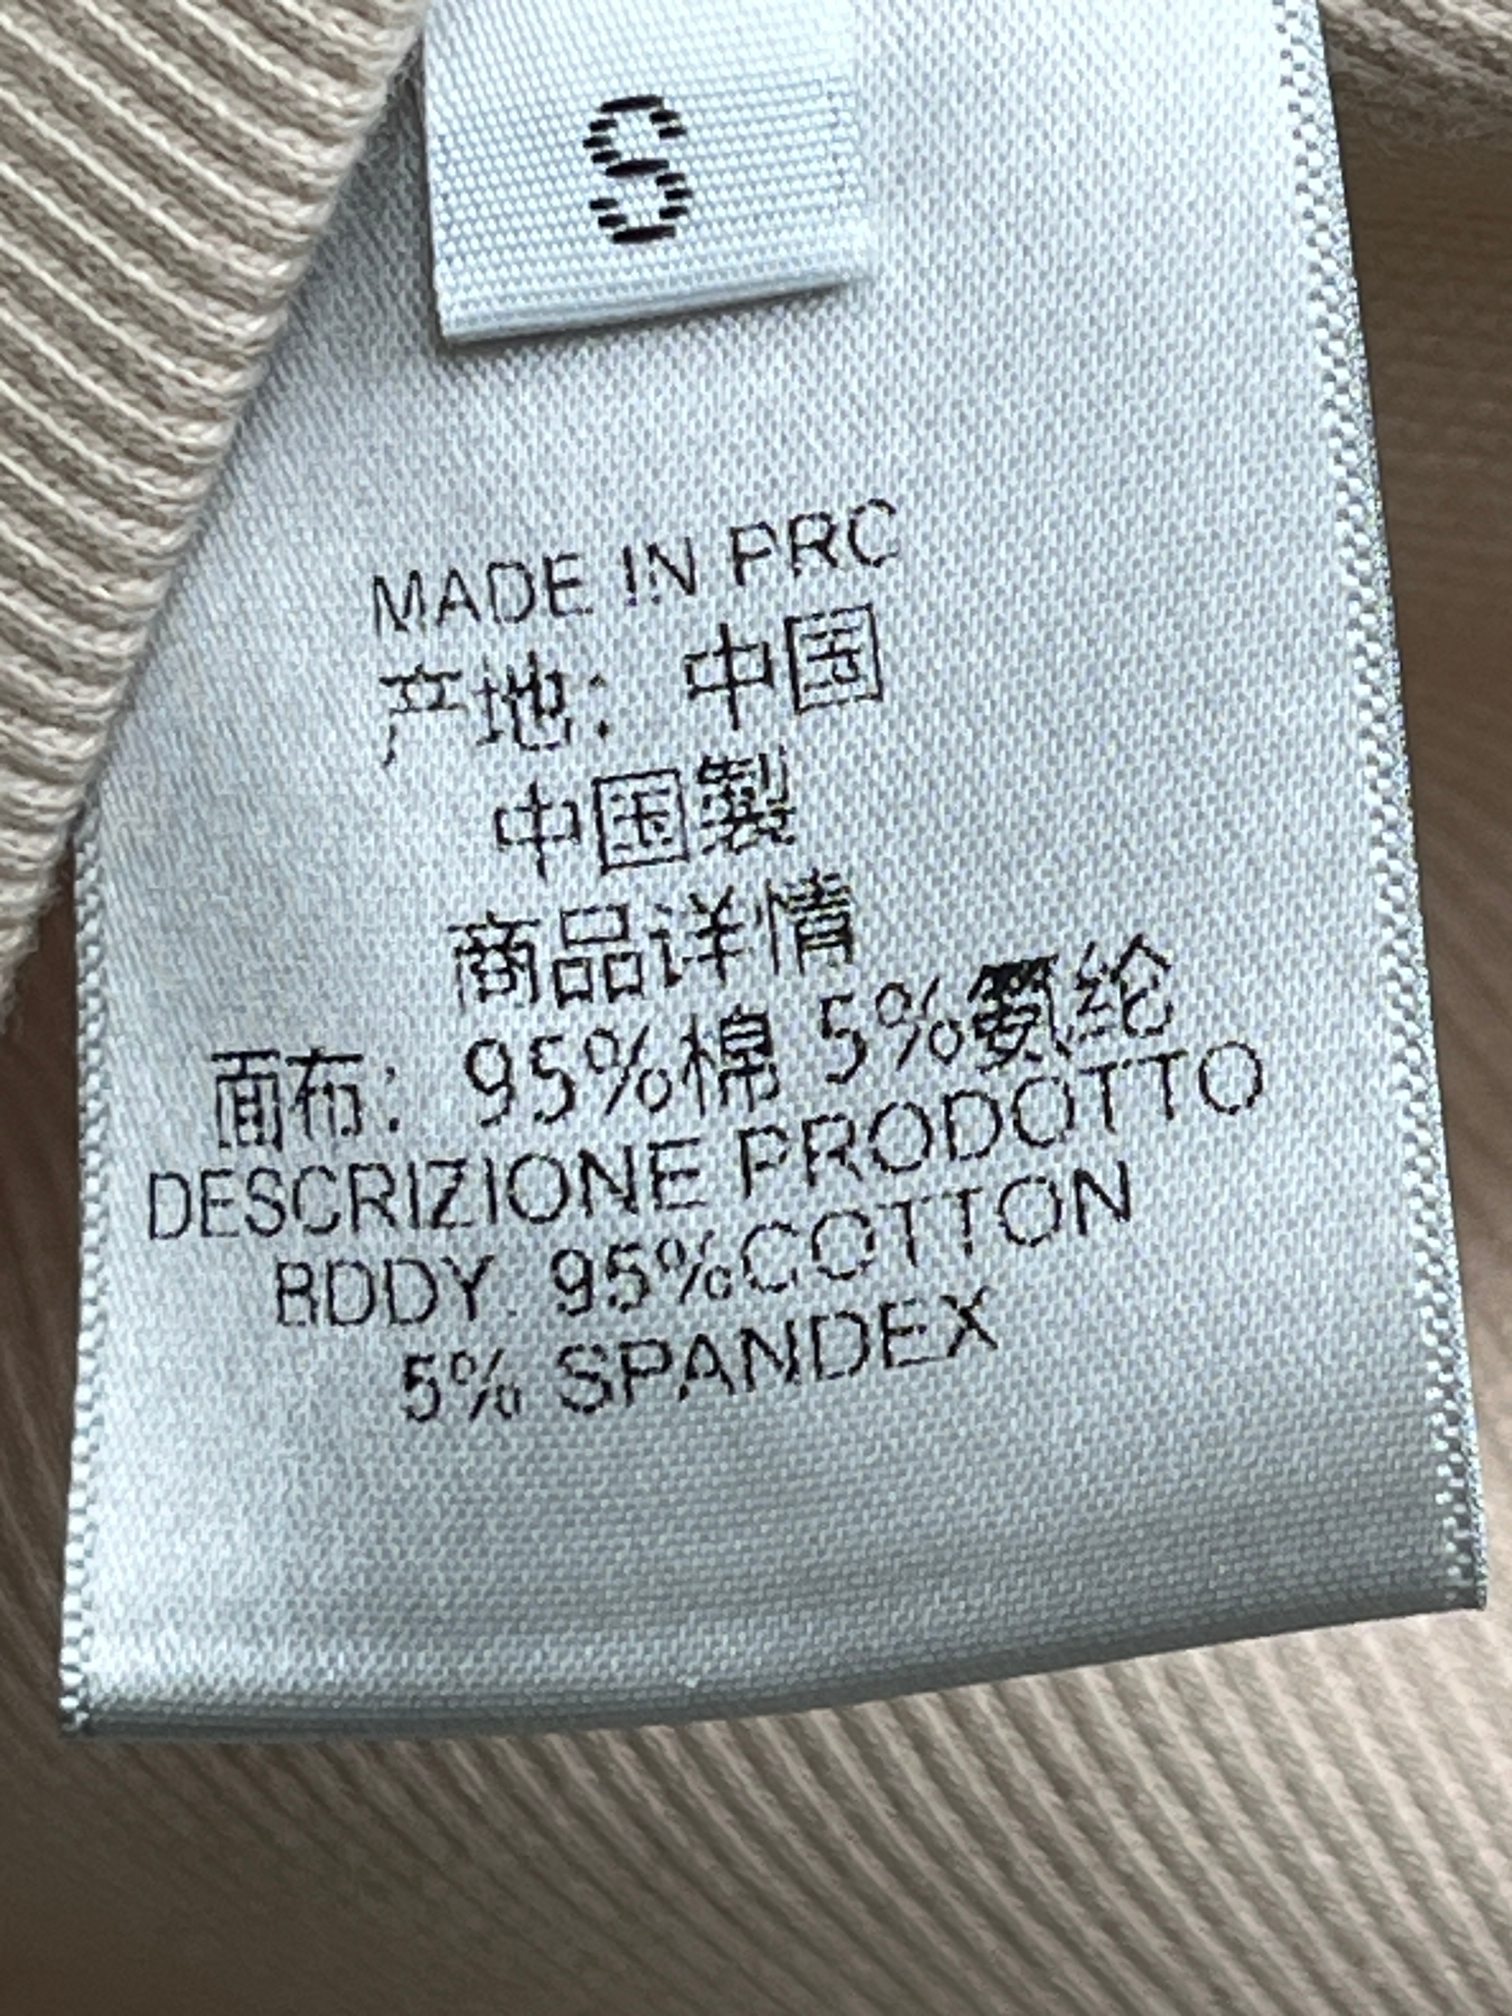 S
MADE IN PRC
产地：中国
中国製
商品详情
面布：95%棉 5%氨纶
DESCRIZIONE PRODOTTO
BODY: 95%COTTON
5% SPANDEX